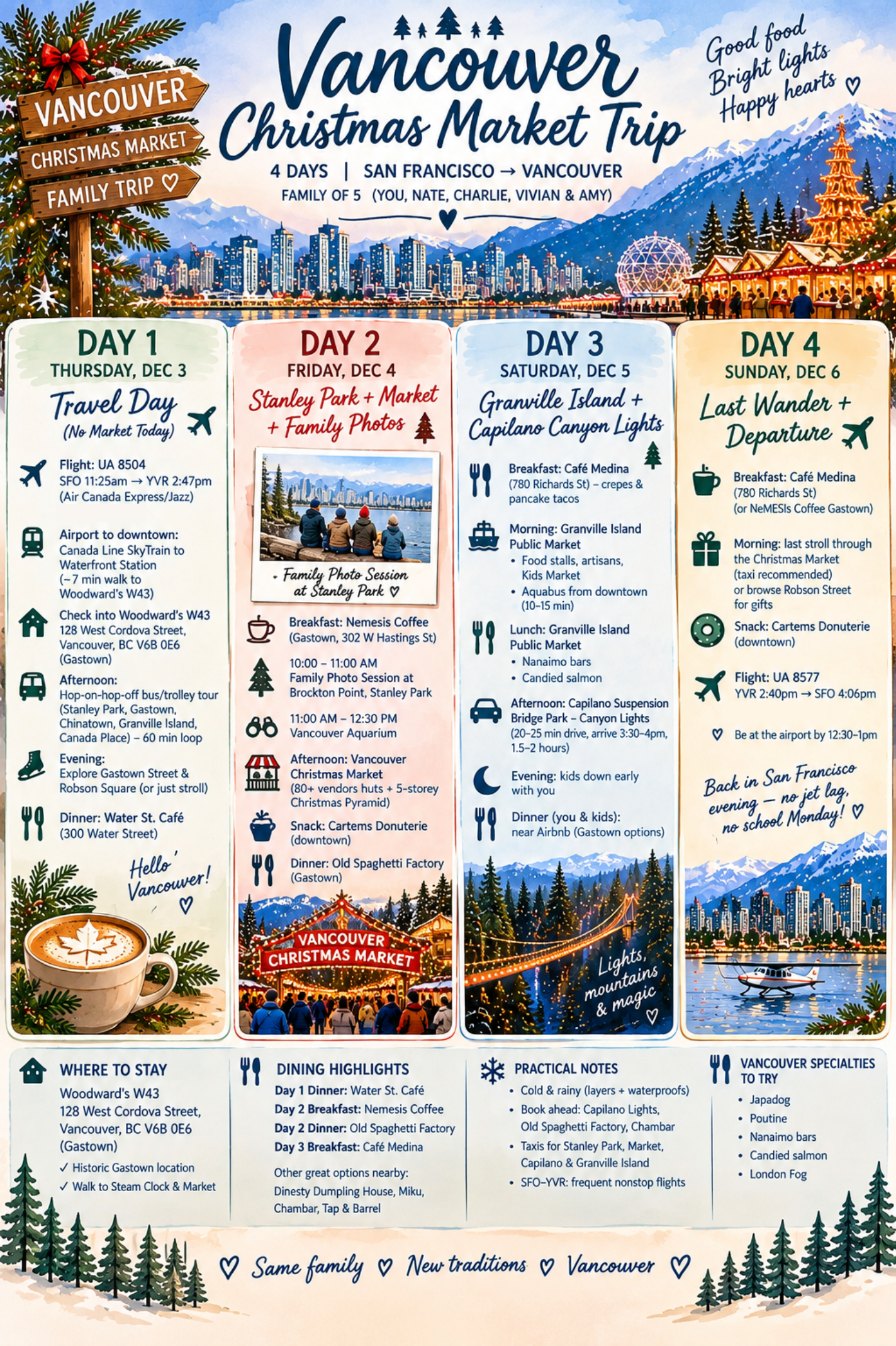 VANCOUVER
CHRISTMAS MARKET
FAMILY TRIP ♡
Vancouver
Christmas Market Trip
4 DAYS | SAN FRANCISCO → VANCOUVER
FAMILY OF 5 (YOU, NATE, CHARLIE, VIVIAN & AMY)
Good food
Bright lights
Happy hearts ♡
DAY 1
THURSDAY, DEC 3
Travel Day
(No Market Today)
Flight: UA 8504
SFO 11:25am → YVR 2:47pm
(Air Canada Express/Jazz)
Airport to downtown:
Canada Line SkyTrain to
Waterfront Station
(~7 min walk to
Woodward's W43)
Check into Woodward's W43
128 West Cordova Street,
Vancouver, BC V6B 0E6
(Gastown)
Afternoon:
Hop-on-hop-off bus/trolley tour
(Stanley Park, Gastown,
Chinatown, Granville Island,
Canada Place) – 60 min loop
Evening:
Explore Gastown Street &
Robson Square (or just stroll)
Dinner: Water St. Café
(300 Water Street)
Hello'
Vancouver!
♡
DAY 2
FRIDAY, DEC 4
Stanley Park + Market
+ Family Photos
Family Photo Session
at Stanley Park ♡
Breakfast: Nemesis Coffee
(Gastown, 302 W Hastings St)
10:00 – 11:00 AM
Family Photo Session at
Brockton Point, Stanley Park
11:00 AM – 12:30 PM
Vancouver Aquarium
Afternoon: Vancouver
Christmas Market
(80+ vendors huts + 5-storey
Christmas Pyramid)
Snack: Cartems Donuterie
(downtown)
Dinner: Old Spaghetti Factory
(Gastown)
VANCOUVER
CHRISTMAS MARKET
DAY 3
SATURDAY, DEC 5
Granville Island +
Capilano Canyon Lights
Breakfast: Café Medina
(780 Richards St) – crepes &
pancake tacos
Morning: Granville Island
Public Market
• Food stalls, artisans,
Kids Market
• Aquabus from downtown
(10–15 min)
Lunch: Granville Island
Public Market
• Nanaimo bars
• Candied salmon
Afternoon: Capilano Suspension
Bridge Park – Canyon Lights
(20–25 min drive, arrive 3:30–4pm,
1.5–2 hours)
Evening: kids down early
with you
Dinner (you & kids):
near Airbnb (Gastown options)
Lights,
mountains
& magic
♡
DAY 4
SUNDAY, DEC 6
Last Wander +
Departure
Breakfast: Café Medina
(780 Richards St)
(or NeMESIs Coffee Gastown)
Morning: last stroll through
the Christmas Market
(taxi recommended)
or browse Robson Street
for gifts
Snack: Cartems Donuterie
(downtown)
Flight: UA 8577
YVR 2:40pm → SFO 4:06pm
♡ Be at the airport by 12:30–1pm
Back in San Francisco
evening — no jet lag,
no school Monday! ♡
WHERE TO STAY
Woodward's W43
128 West Cordova Street,
Vancouver, BC V6B 0E6
(Gastown)
✓ Historic Gastown location
✓ Walk to Steam Clock & Market
DINING HIGHLIGHTS
Day 1 Dinner: Water St. Café
Day 2 Breakfast: Nemesis Coffee
Day 2 Dinner: Old Spaghetti Factory
Day 3 Breakfast: Café Medina
Other great options nearby:
Dinesty Dumpling House, Miku,
Chambar, Tap & Barrel
PRACTICAL NOTES
• Cold & rainy (layers + waterproofs)
• Book ahead: Capilano Lights,
Old Spaghetti Factory, Chambar
• Taxis for Stanley Park, Market,
Capilano & Granville Island
• SFO–YVR: frequent nonstop flights
VANCOUVER SPECIALTIES
TO TRY
• Japadog
• Poutine
• Nanaimo bars
• Candied salmon
• London Fog
♡ Same family ♡ New traditions ♡ Vancouver ♡